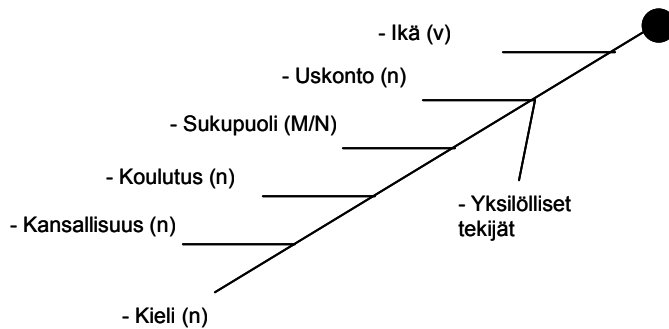 - Ikä (v)
- Uskonto (n)
- Sukupuoli (M/N)
- Koulutus (n)
- Kansallisuus (n)
- Yksilölliset
tekijät
- Kieli (n)